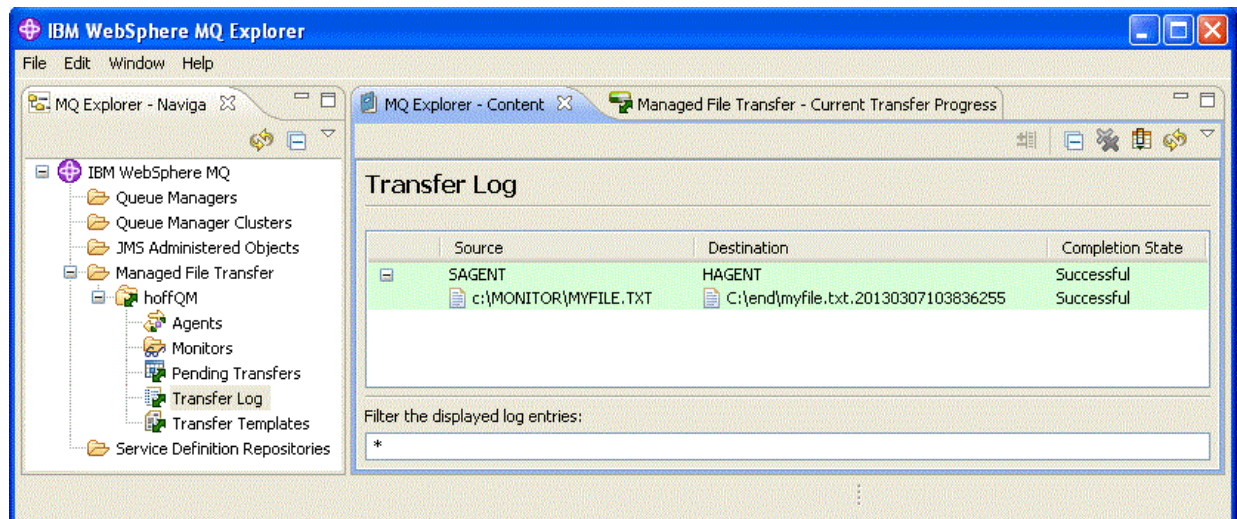 IBM WebSphere MQ Explorer
File Edit Window Help
MQ Explorer - Naviga
MQ Explorer - Content
Managed File Transfer - Current Transfer Progress
IBM WebSphere MQ
Queue Managers
Queue Manager Clusters
JMS Administered Objects
Managed File Transfer
hoffQM
Agents
Monitors
Pending Transfers
Transfer Log
Transfer Templates
Service Definition Repositories
Transfer Log
Source Destination Completion State
SAGENT HAGENT Successful
c:\MONITOR\MYFILE.TXT C:\end\myfile.txt.20130307103836255 Successful
Filter the displayed log entries:
*